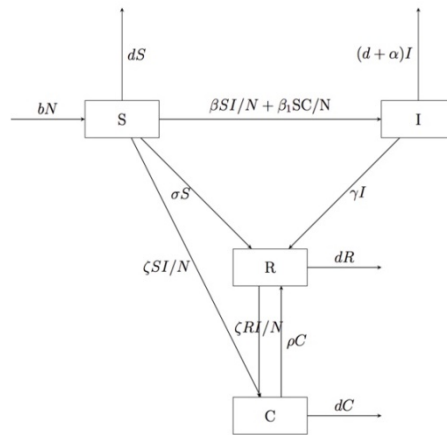 dS
(d + α)I
bN
S
βSI/N + β₁SC/N
I
σS
γI
ζSI/N
R
dR
ζRI/N
ρC
C
dC